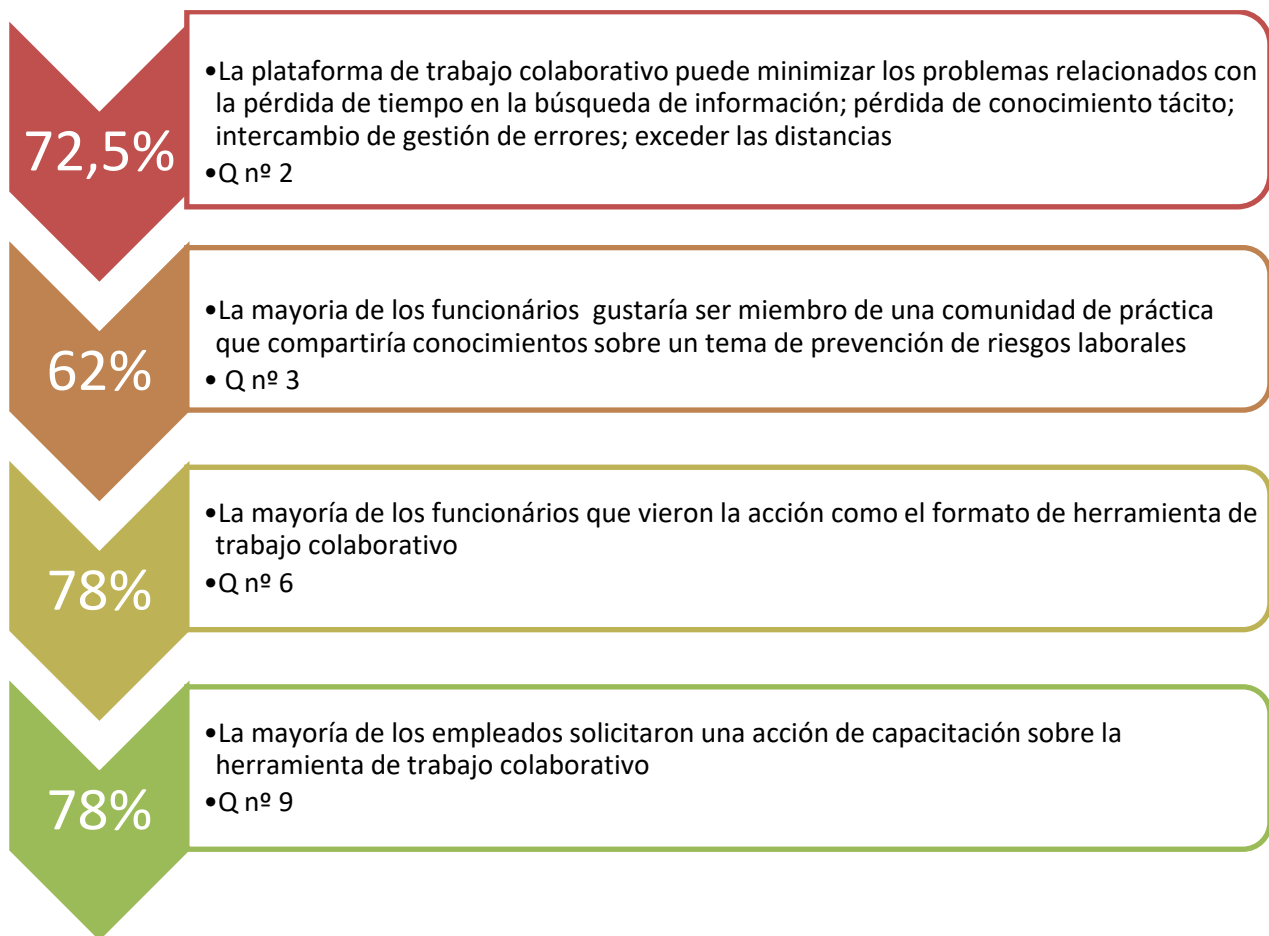 72,5%
•La plataforma de trabajo colaborativo puede minimizar los problemas relacionados con
la pérdida de tiempo en la búsqueda de información; pérdida de conocimiento tácito;
intercambio de gestión de errores; exceder las distancias
•Q nº 2
62%
•La mayoria de los funcionários  gustaría ser miembro de una comunidad de práctica
que compartiría conocimientos sobre un tema de prevención de riesgos laborales
• Q nº 3
78%
•La mayoría de los funcionários que vieron la acción como el formato de herramienta de
trabajo colaborativo
•Q nº 6
78%
•La mayoría de los empleados solicitaron una acción de capacitación sobre la
herramienta de trabajo colaborativo
•Q nº 9